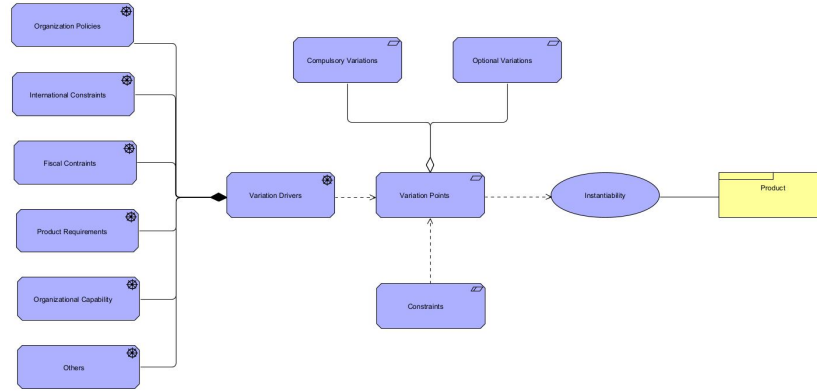 Organization Policies
International Constraints
Fiscal Contraints
Product Requirements
Organizational Capability
Others
Variation Drivers
Compulsory Variations
Optional Variations
Variation Points
Constraints
Instantiability
Product